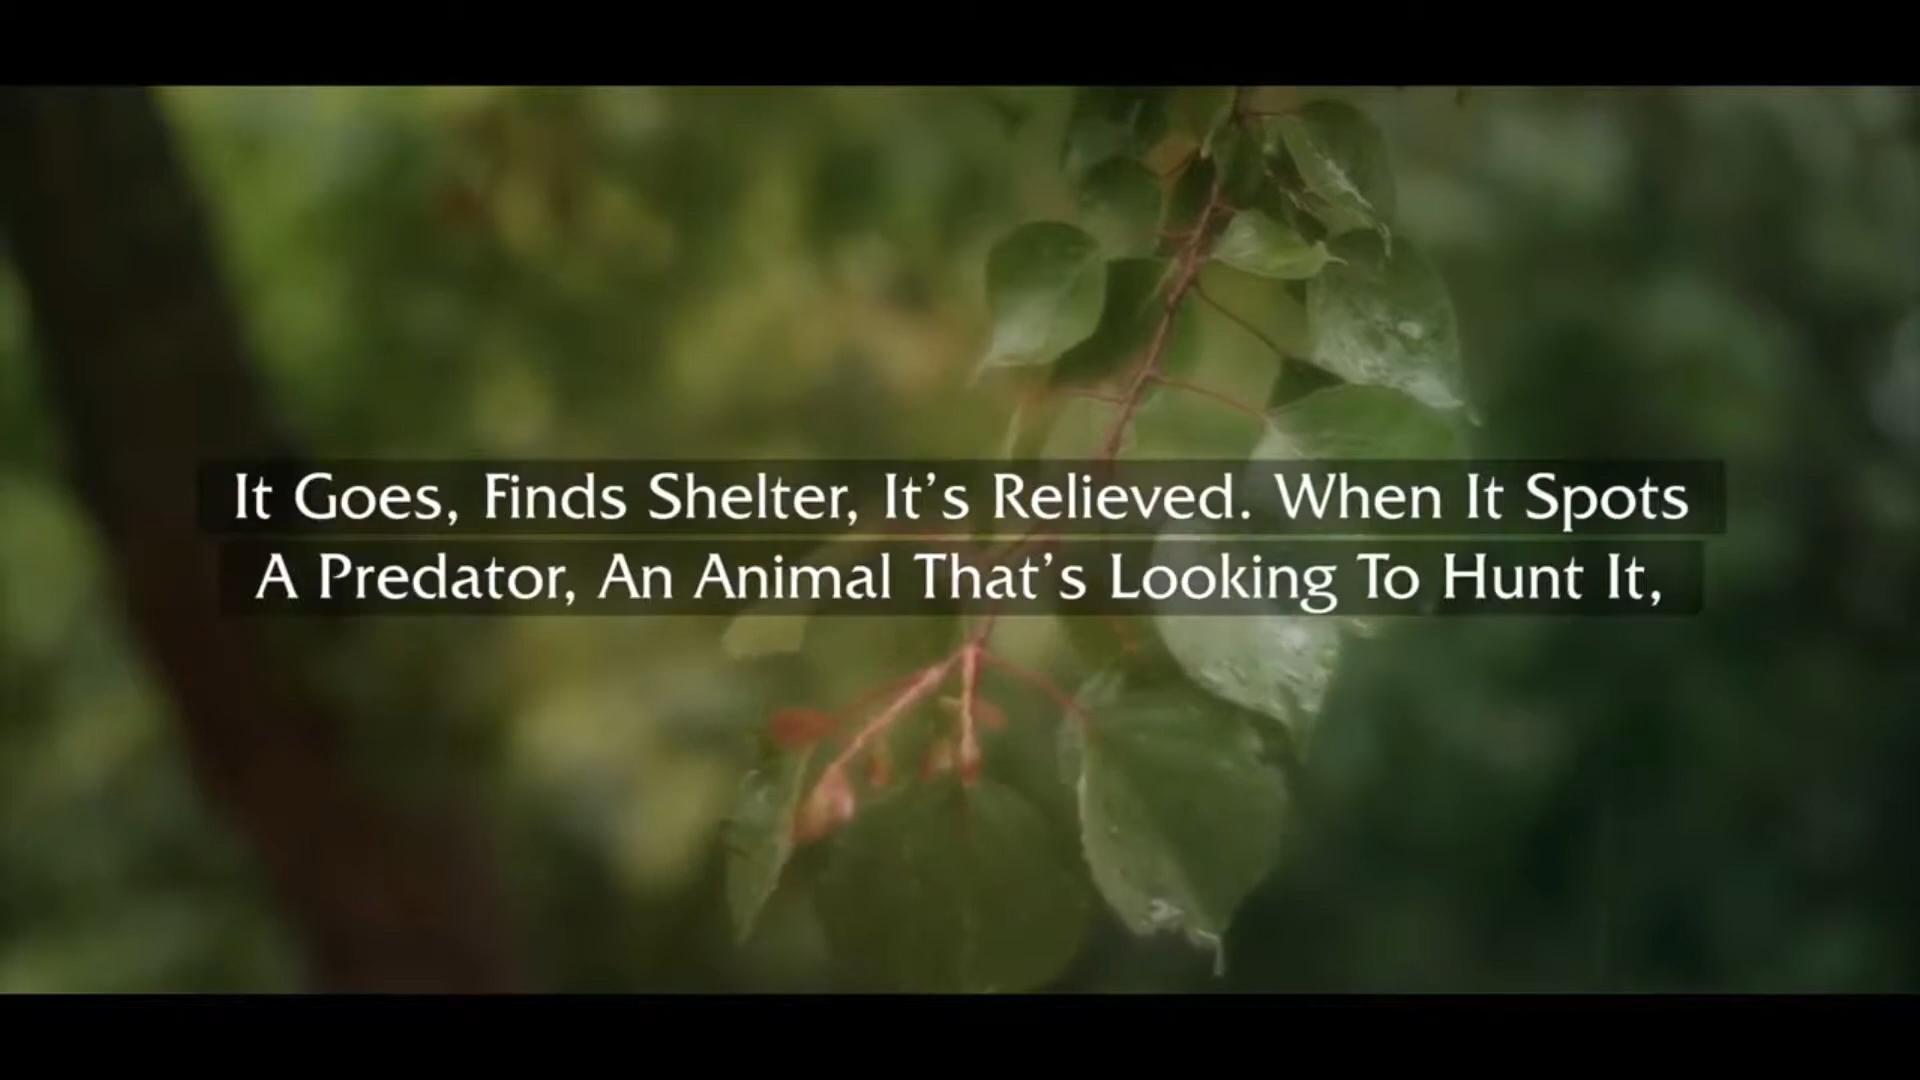 It Goes, Finds Shelter, It’s Relieved. When It Spots
A Predator, An Animal That’s Looking To Hunt It,